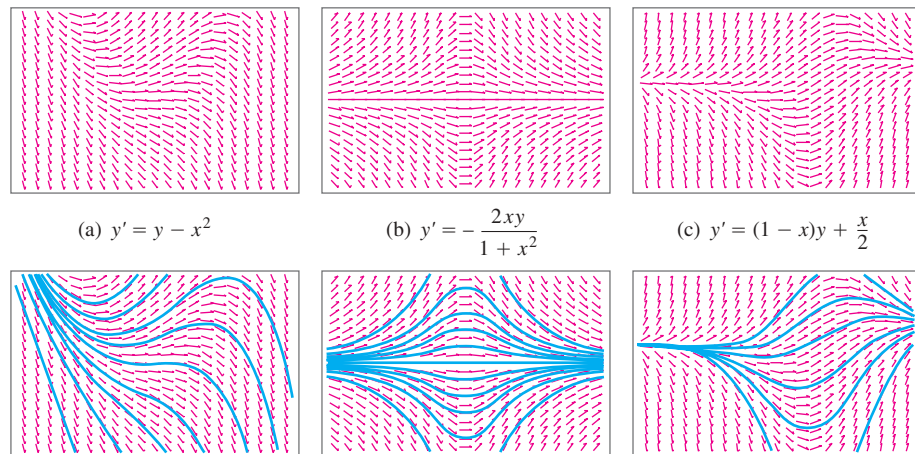 (a) y′ = y − x²
(b) y′ = − 2xy / 1 + x²
(c) y′ = (1 − x)y + x/2